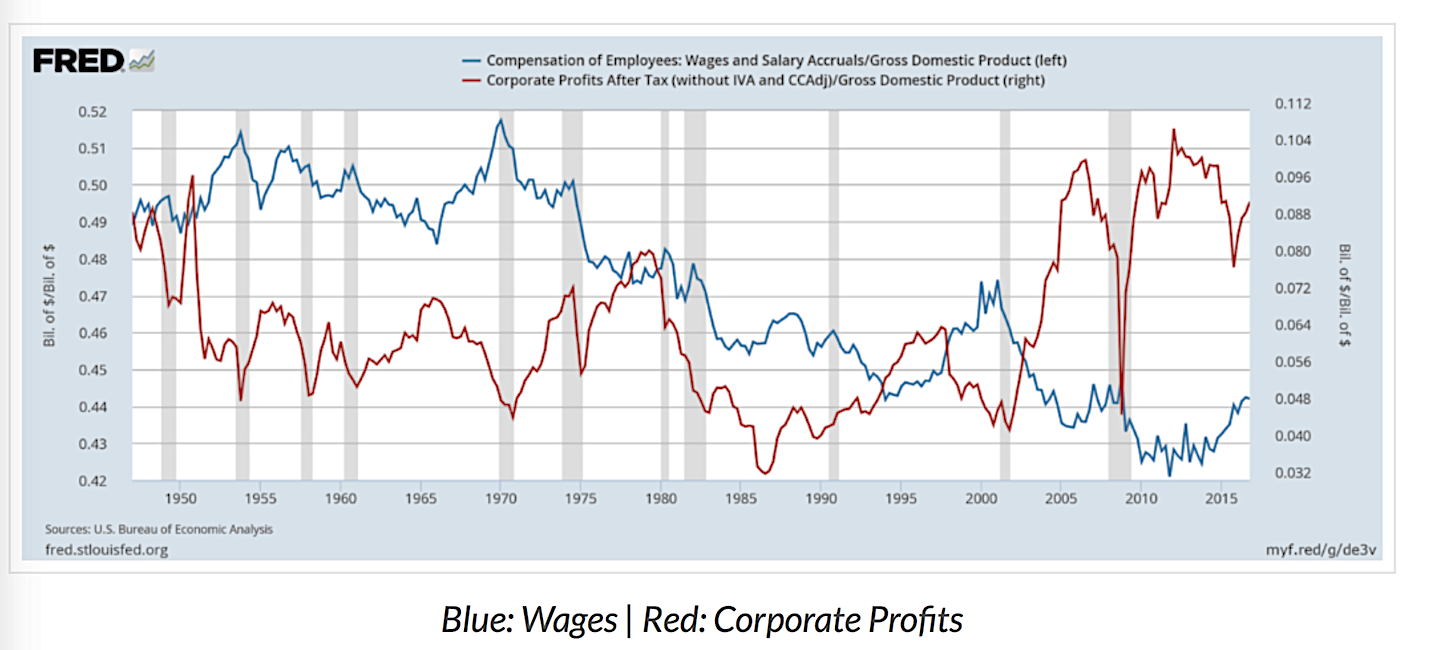 FRED
Compensation of Employees: Wages and Salary Accruals/Gross Domestic Product (left)
Corporate Profits After Tax (without IVA and CCAdj)/Gross Domestic Product (right)
0.52
0.51
0.50
0.49
0.48
0.47
0.46
0.45
0.44
0.43
0.42
Bil. of $/Bil. of $
0.112
0.104
0.096
0.088
0.080
0.072
0.064
0.056
0.048
0.040
0.032
Bil. of $/Bil. of $
1950 1955 1960 1965 1970 1975 1980 1985 1990 1995 2000 2005 2010 2015
Sources: U.S. Bureau of Economic Analysis
fred.stlouisfed.org
myf.red/g/de3v
Blue: Wages | Red: Corporate Profits